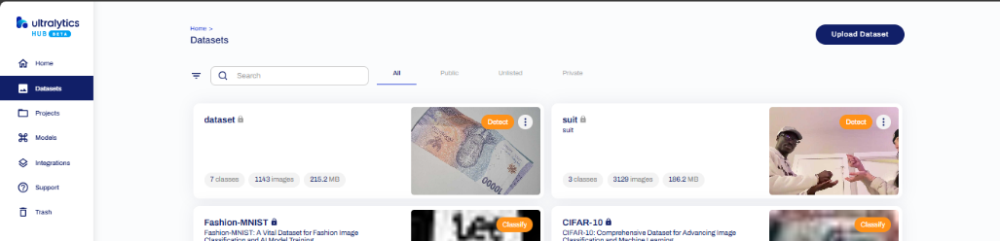 ultralytics
HUB BETA
Home
Datasets
Projects
Models
Integrations
Support
Trash
Home >
Datasets
Upload Dataset
Search
All
Public
Unlisted
Private
dataset
Detect
7 classes
1143 images
215.2 MB
10000
suit
suit
Detect
3 classes
3129 images
186.2 MB
Fashion-MNIST
Fashion-MNIST: A Vital Dataset for Fashion Image
Classification and AI Model Training
Classify
CIFAR-10
CIFAR-10: Comprehensive Dataset for Advancing Image
Classification and Machine Learning
Classify